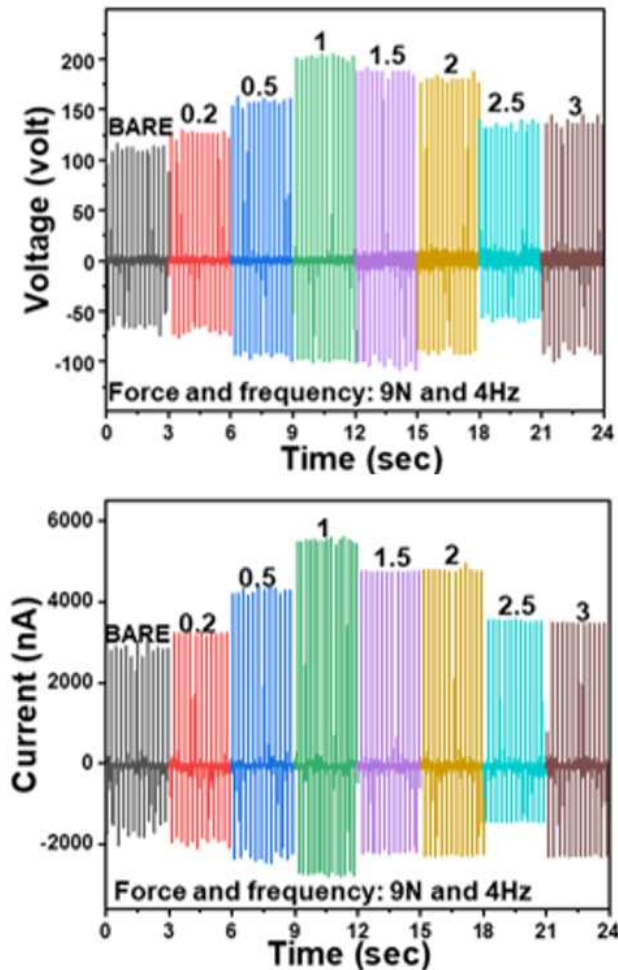 Voltage (volt)
200
150
100
50
0
-50
-100
BARE 0.2 0.5 1 1.5 2 2.5 3
Force and frequency: 9N and 4Hz
0 3 6 9 12 15 18 21 24
Time (sec)
Current (nA)
6000
4000
2000
0
-2000
BARE 0.2 0.5 1 1.5 2 2.5 3
Force and frequency: 9N and 4Hz
0 3 6 9 12 15 18 21 24
Time (sec)